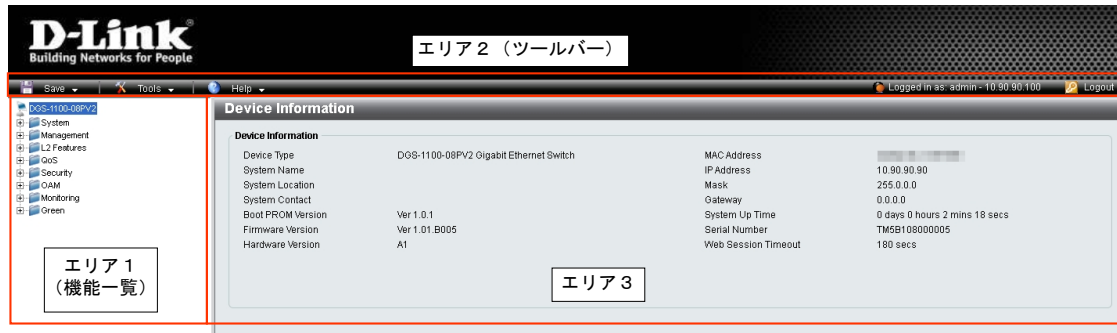 D-Link
Building Networks for People
エリア２（ツールバー）
Save Tools Help Logged in as: admin - 10.90.90.100 Logout
DGS-1100-08PV2
System
Management
L2 Features
QoS
Security
OAM
Monitoring
Green
エリア１
（機能一覧）
Device Information
Device Information
Device Type DGS-1100-08PV2 Gigabit Ethernet Switch MAC Address
System Name IP Address 10.90.90.90
System Location Mask 255.0.0.0
System Contact Gateway 0.0.0.0
Boot PROM Version Ver 1.0.1 System Up Time 0 days 0 hours 2 mins 18 secs
Firmware Version Ver 1.01.B005 Serial Number TM5B108000005
Hardware Version A1 Web Session Timeout 180 secs
エリア３